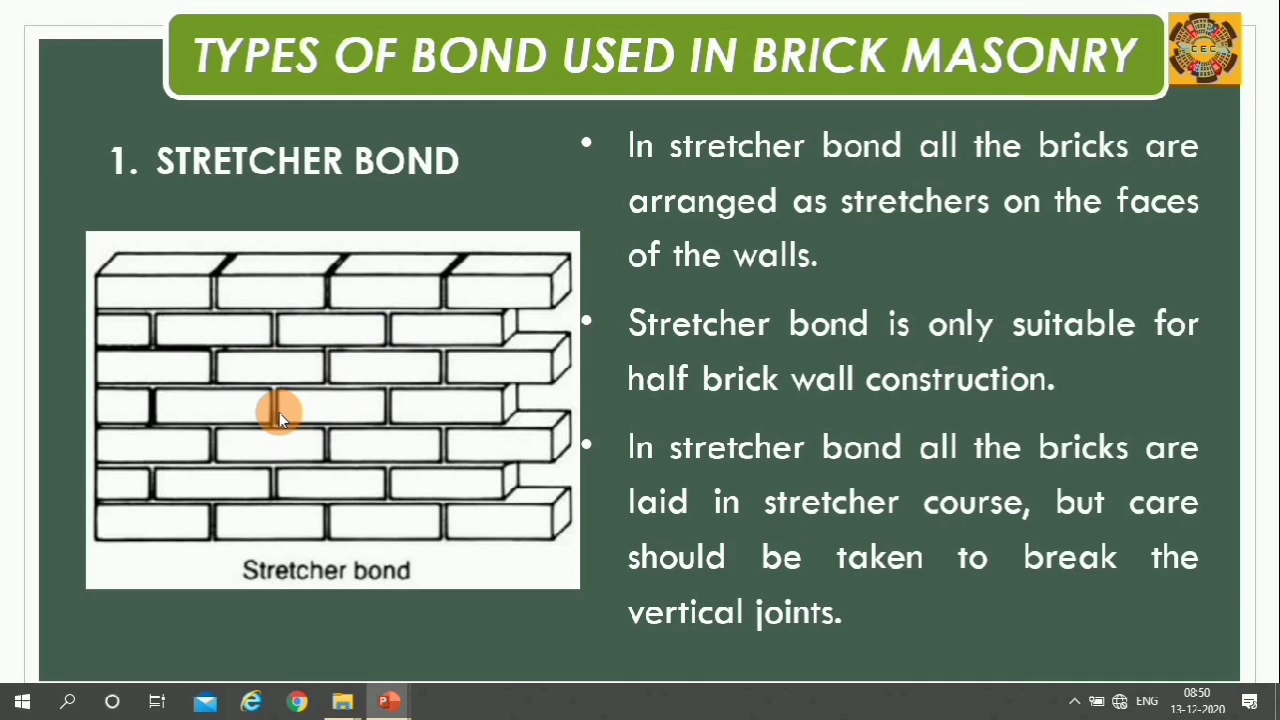 TYPES OF BOND USED IN BRICK MASONRY
CEC
1. STRETCHER BOND
• In stretcher bond all the bricks are
arranged as stretchers on the faces
of the walls.
• Stretcher bond is only suitable for
half brick wall construction.
• In stretcher bond all the bricks are
laid in stretcher course, but care
should be taken to break the
vertical joints.
Stretcher bond
ENG
08:50
13-12-2020